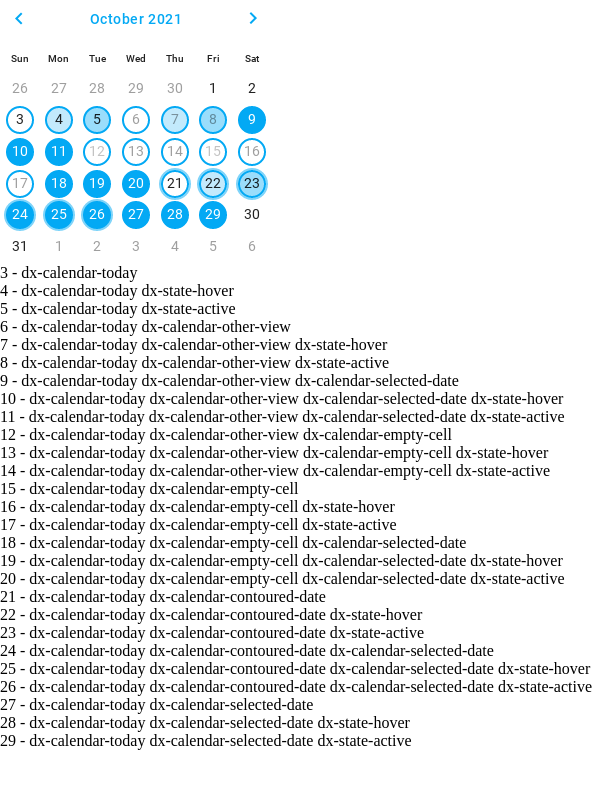 October 2021
Sun Mon Tue Wed Thu Fri Sat
26 27 28 29 30 1 2
3 4 5 6 7 8 9
10 11 12 13 14 15 16
17 18 19 20 21 22 23
24 25 26 27 28 29 30
31 1 2 3 4 5 6
3 - dx-calendar-today
4 - dx-calendar-today dx-state-hover
5 - dx-calendar-today dx-state-active
6 - dx-calendar-today dx-calendar-other-view
7 - dx-calendar-today dx-calendar-other-view dx-state-hover
8 - dx-calendar-today dx-calendar-other-view dx-state-active
9 - dx-calendar-today dx-calendar-other-view dx-calendar-selected-date
10 - dx-calendar-today dx-calendar-other-view dx-calendar-selected-date dx-state-hover
11 - dx-calendar-today dx-calendar-other-view dx-calendar-selected-date dx-state-active
12 - dx-calendar-today dx-calendar-other-view dx-calendar-empty-cell
13 - dx-calendar-today dx-calendar-other-view dx-calendar-empty-cell dx-state-hover
14 - dx-calendar-today dx-calendar-other-view dx-calendar-empty-cell dx-state-active
15 - dx-calendar-today dx-calendar-empty-cell
16 - dx-calendar-today dx-calendar-empty-cell dx-state-hover
17 - dx-calendar-today dx-calendar-empty-cell dx-state-active
18 - dx-calendar-today dx-calendar-empty-cell dx-calendar-selected-date
19 - dx-calendar-today dx-calendar-empty-cell dx-calendar-selected-date dx-state-hover
20 - dx-calendar-today dx-calendar-empty-cell dx-calendar-selected-date dx-state-active
21 - dx-calendar-today dx-calendar-contoured-date
22 - dx-calendar-today dx-calendar-contoured-date dx-state-hover
23 - dx-calendar-today dx-calendar-contoured-date dx-state-active
24 - dx-calendar-today dx-calendar-contoured-date dx-calendar-selected-date
25 - dx-calendar-today dx-calendar-contoured-date dx-calendar-selected-date dx-state-hover
26 - dx-calendar-today dx-calendar-contoured-date dx-calendar-selected-date dx-state-active
27 - dx-calendar-today dx-calendar-selected-date
28 - dx-calendar-today dx-calendar-selected-date dx-state-hover
29 - dx-calendar-today dx-calendar-selected-date dx-state-active